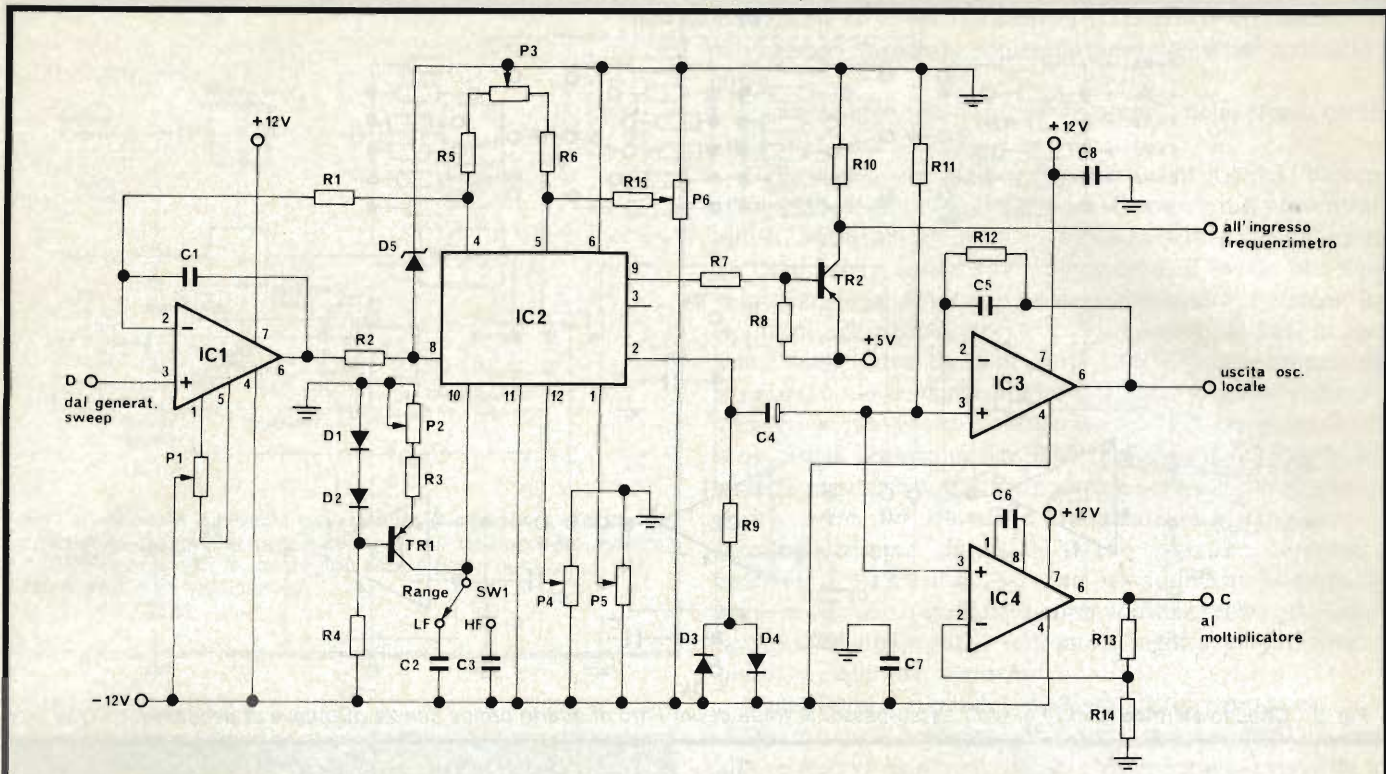 P3
+12V
R1
R5
R6
R15
P6
R10
R11
+12V
C8
all'ingresso
frequenzimetro
R12
C1
D5
4
5
6
9
3
2
8
IC2
10
11
12
1
R7
TR2
R8
+5V
C5
2
3
7
6
4
IC3
uscita osc.
locale
2
3
7
6
4
5
1
IC1
R2
D
dal generat.
sweep
P1
P2
D1
R3
D2
TR1
Range
SW1
LF
HF
R4
C2
C3
P4
P5
C4
R9
D3
D4
C7
C6
+12V
1
8
3
2
7
6
4
IC4
C
al
moltiplicatore
R13
R14
-12V